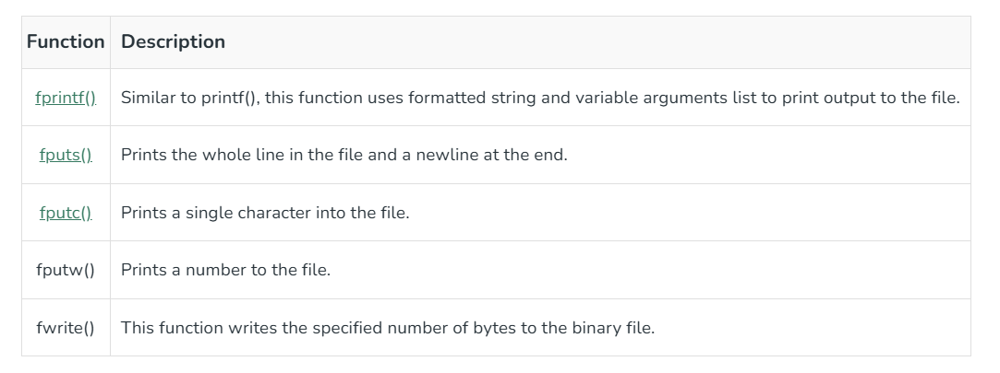 Function Description
fprintf() Similar to printf(), this function uses formatted string and variable arguments list to print output to the file.
fputs() Prints the whole line in the file and a newline at the end.
fputc() Prints a single character into the file.
fputw() Prints a number to the file.
fwrite() This function writes the specified number of bytes to the binary file.